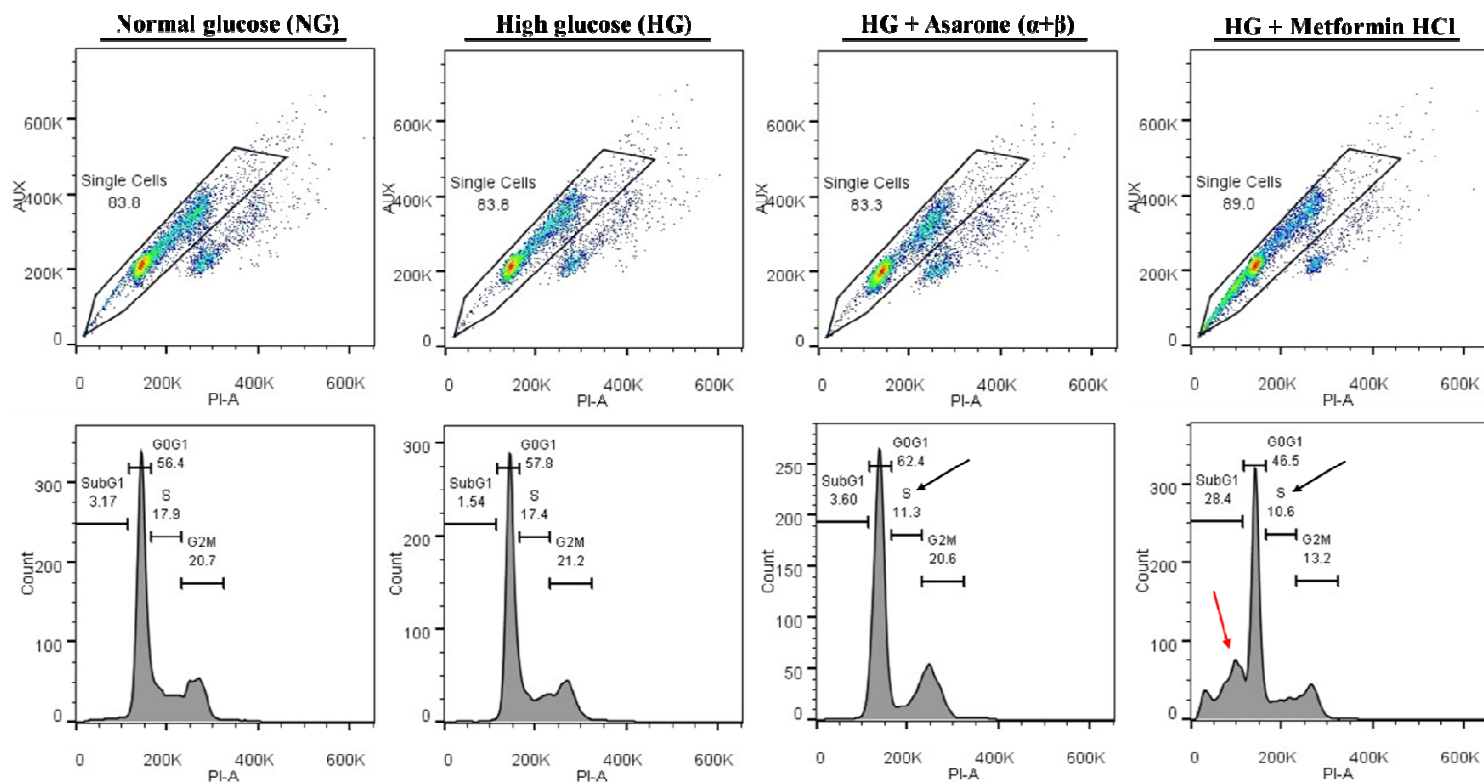 Normal glucose (NG)
High glucose (HG)
HG + Asarone (α+β)
HG + Metformin HCl
600K
400K
200K
0
AUX
Single Cells
83.8
0
200K
400K
600K
PI-A
600K
400K
200K
0
AUX
Single Cells
83.8
0
200K
400K
600K
PI-A
600K
400K
200K
0
AUX
Single Cells
83.3
0
200K
400K
600K
PI-A
600K
400K
200K
0
AUX
Single Cells
89.0
0
200K
400K
600K
PI-A
300
200
100
0
Count
SubG1
3.17
G0G1
56.4
S
17.9
G2M
20.7
0
200K
400K
600K
PI-A
300
200
100
0
Count
SubG1
1.54
G0G1
57.8
S
17.4
G2M
21.2
0
200K
400K
600K
PI-A
250
200
150
100
50
0
Count
SubG1
3.60
G0G1
62.4
S
11.3
G2M
20.6
0
200K
400K
600K
PI-A
300
200
100
0
Count
SubG1
28.4
G0G1
46.5
S
10.6
G2M
13.2
0
200K
400K
600K
PI-A